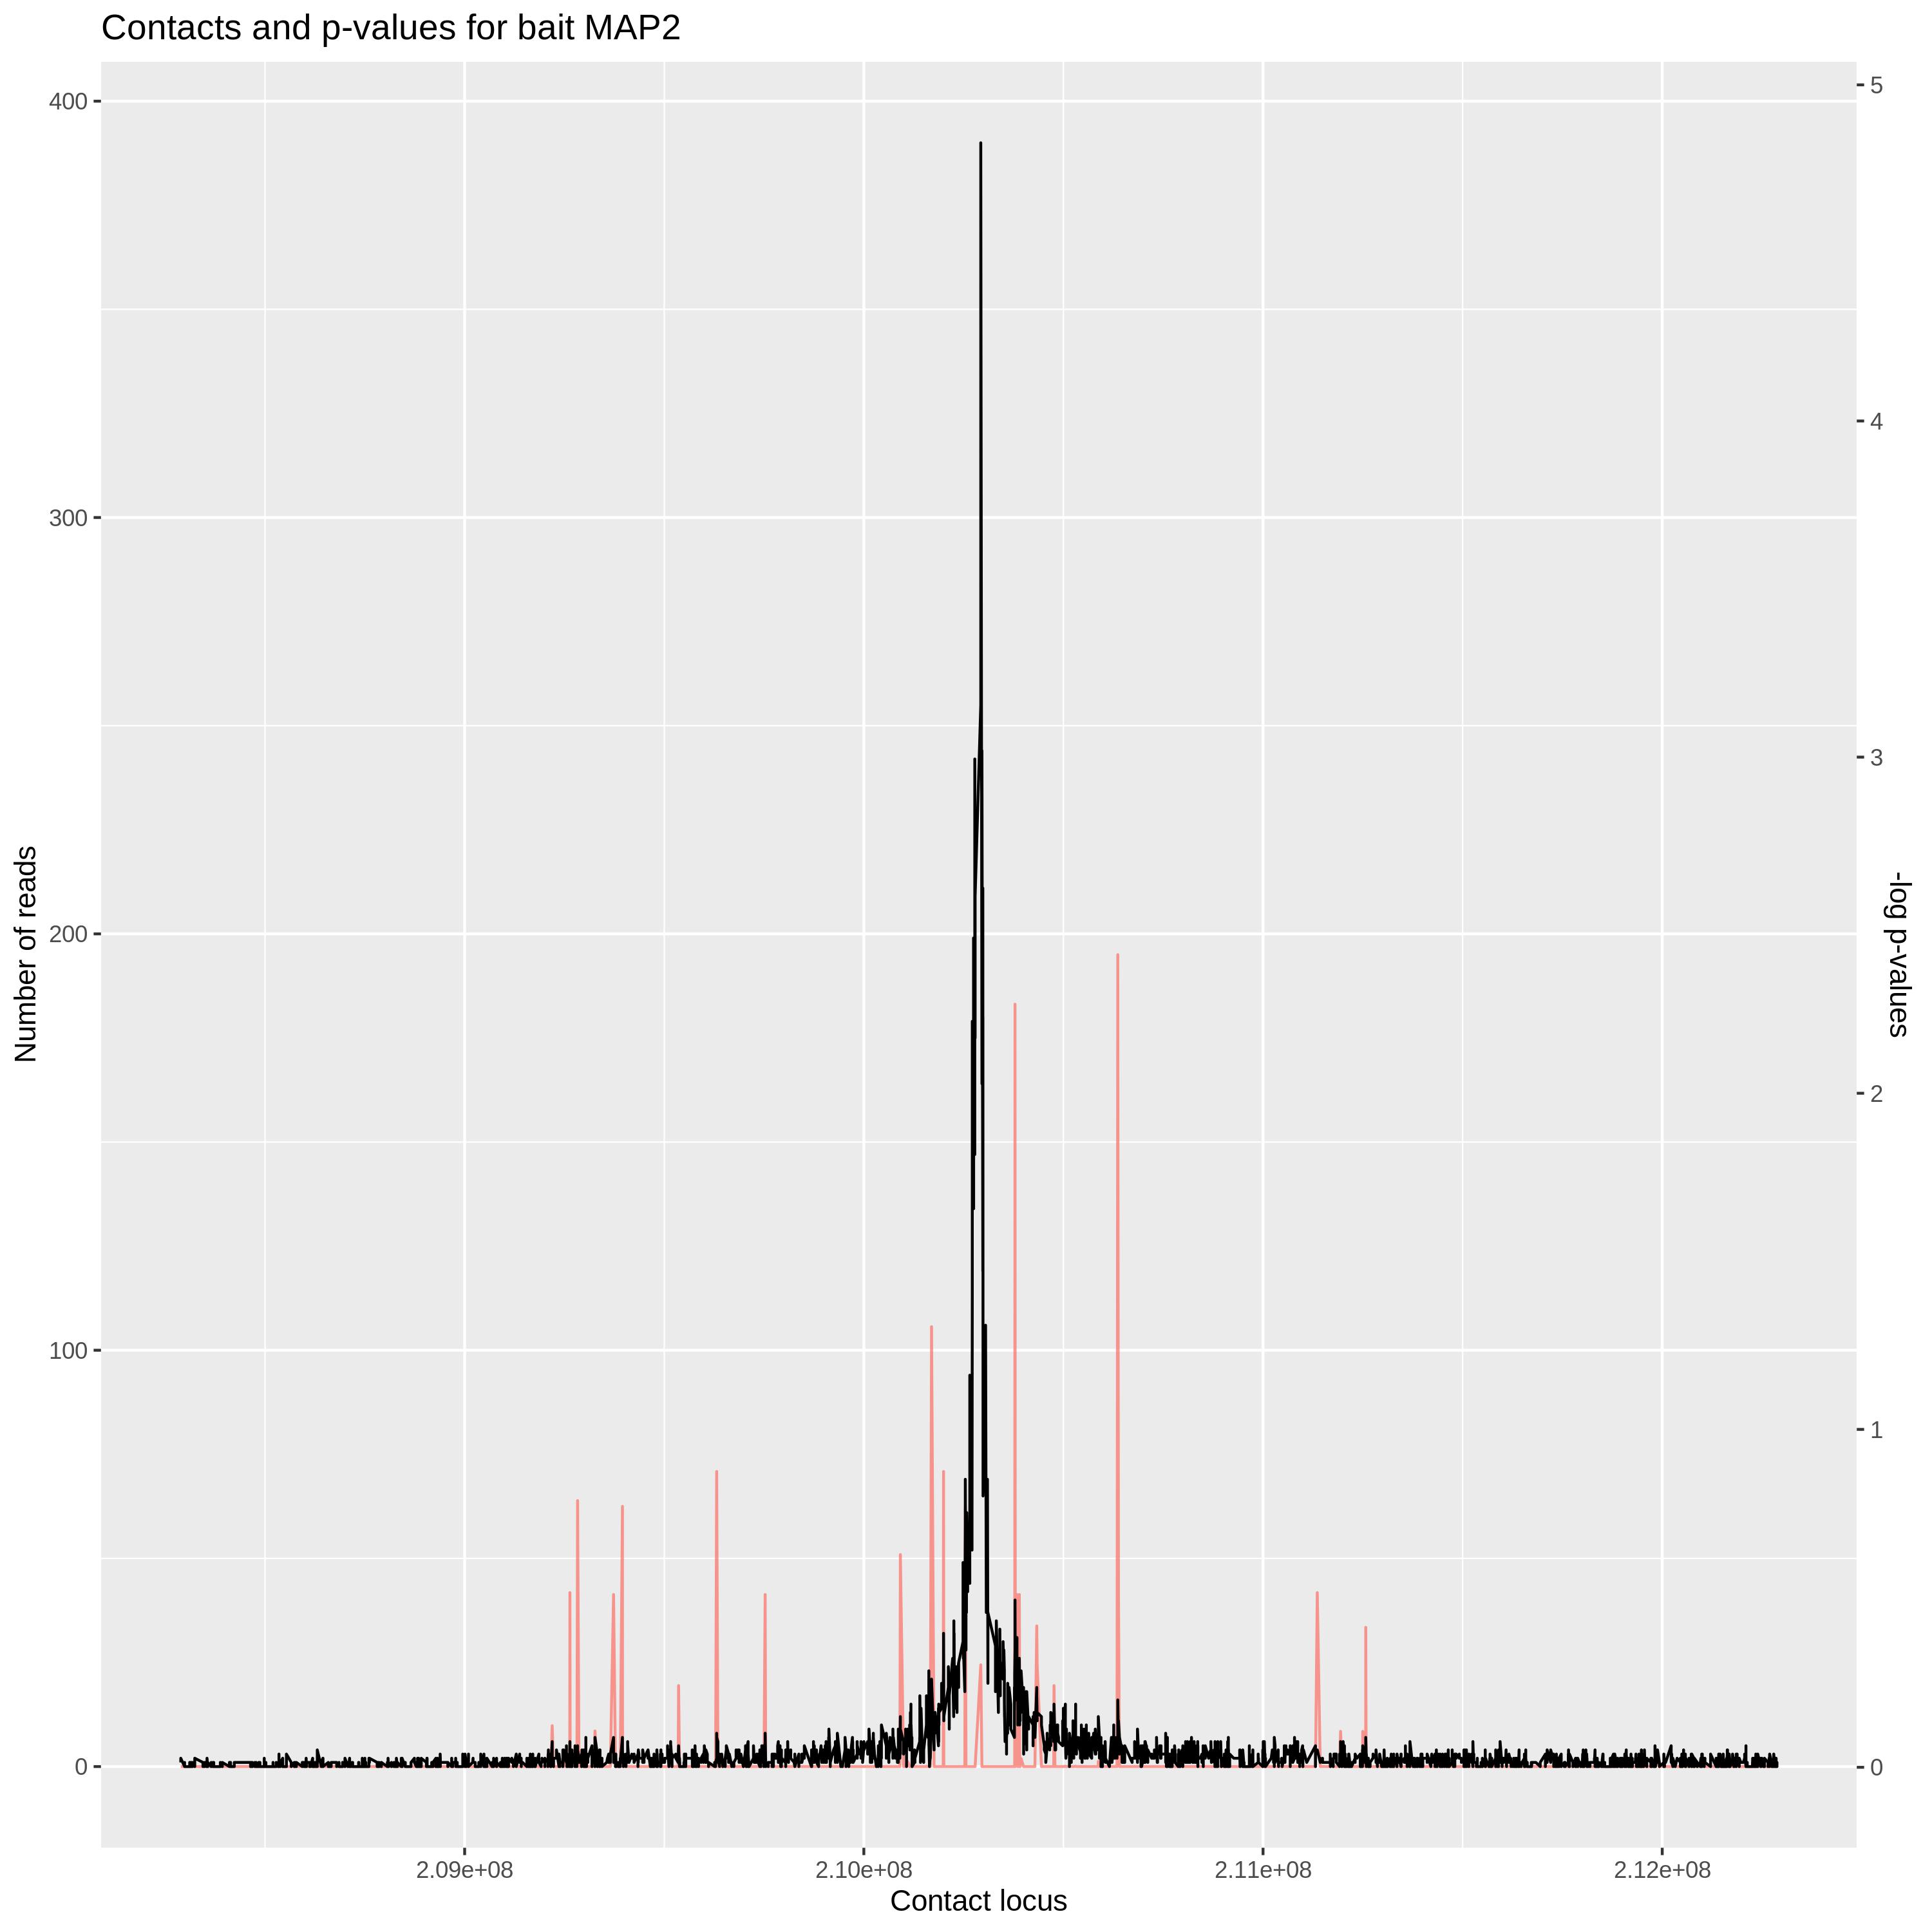 Contacts and p-values for bait MAP2
400
300
200
100
0
Number of reads
5
4
3
2
1
0
-log p-values
2.09e+08
2.10e+08
2.11e+08
2.12e+08
Contact locus